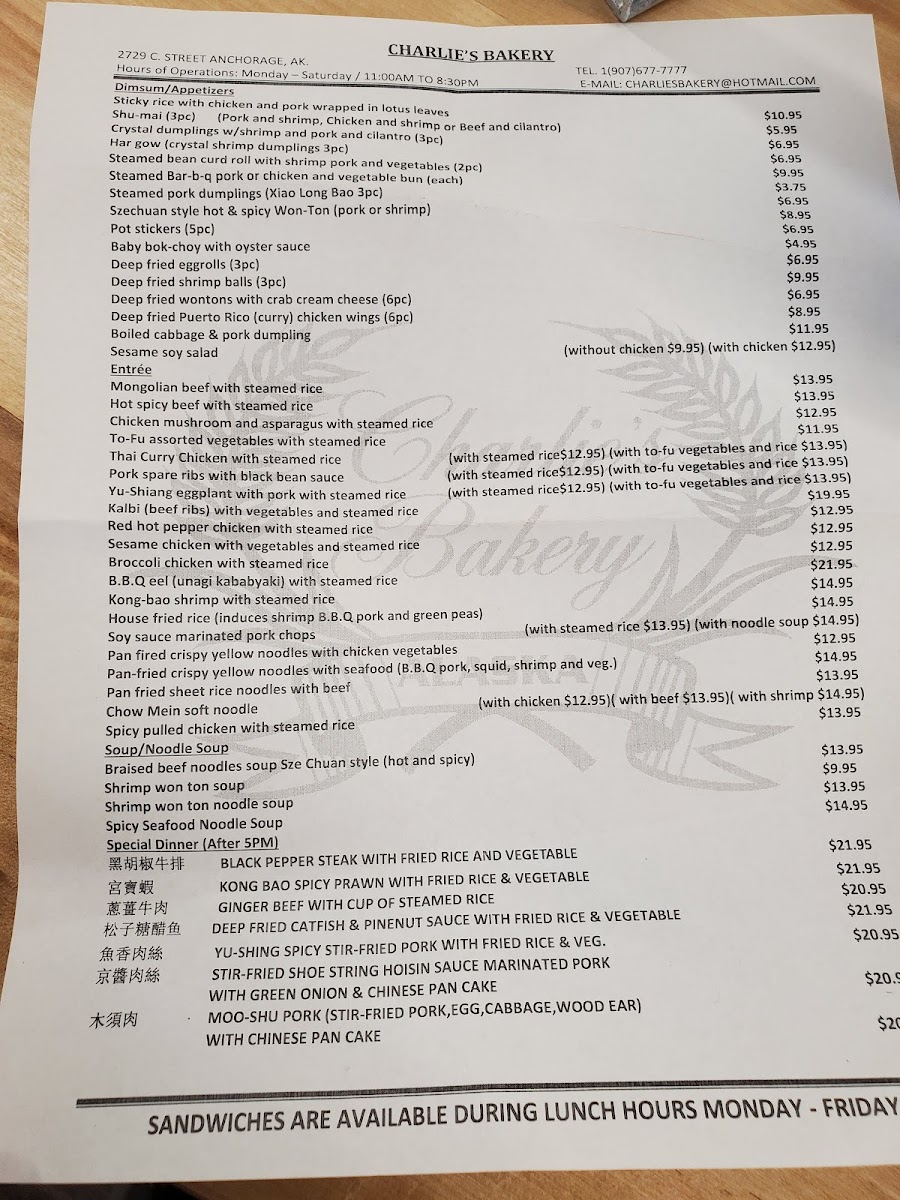 CHARLIE'S BAKERY
2729 C. STREET ANCHORAGE, AK. TEL. 1(907)677-7777
Hours of Operations: Monday – Saturday / 11:00AM TO 8:30PM E-MAIL: CHARLIESBAKERY@HOTMAIL.COM
Dimsum/Appetizers
Sticky rice with chicken and pork wrapped in lotus leaves $10.95
Shu-mai (3pc) (Pork and shrimp, Chicken and shrimp or Beef and cilantro) $5.95
Crystal dumplings w/shrimp and pork and cilantro (3pc) $6.95
Har gow (crystal shrimp dumplings 3pc) $6.95
Steamed bean curd roll with shrimp pork and vegetables (2pc) $9.95
Steamed Bar-b-q pork or chicken and vegetable bun (each) $3.75
Steamed pork dumplings (Xiao Long Bao 3pc) $6.95
Szechuan style hot & spicy Won-Ton (pork or shrimp) $8.95
Pot stickers (5pc) $6.95
Baby bok-choy with oyster sauce $4.95
Deep fried eggrolls (3pc) $6.95
Deep fried shrimp balls (3pc) $9.95
Deep fried wontons with crab cream cheese (6pc) $6.95
Deep fried Puerto Rico (curry) chicken wings (6pc) $8.95
Boiled cabbage & pork dumpling $11.95
Sesame soy salad (without chicken $9.95) (with chicken $12.95)
Entrée
Mongolian beef with steamed rice $13.95
Hot spicy beef with steamed rice $13.95
Chicken mushroom and asparagus with steamed rice $12.95
To-Fu assorted vegetables with steamed rice $11.95
Thai Curry Chicken with steamed rice (with steamed rice$12.95) (with to-fu vegetables and rice $13.95)
Pork spare ribs with black bean sauce (with steamed rice$12.95) (with to-fu vegetables and rice $13.95)
Yu-Shiang eggplant with pork with steamed rice (with steamed rice$12.95) (with to-fu vegetables and rice $13.95)
Kalbi (beef ribs) with vegetables and steamed rice $19.95
Red hot pepper chicken with steamed rice $12.95
Sesame chicken with vegetables and steamed rice $12.95
Broccoli chicken with steamed rice $12.95
B.B.Q eel (unagi kababyaki) with steamed rice $21.95
Kong-bao shrimp with steamed rice $14.95
House fried rice (induces shrimp B.B.Q pork and green peas) $14.95
Soy sauce marinated pork chops (with steamed rice $13.95) (with noodle soup $14.95)
Pan fired crispy yellow noodles with chicken vegetables $12.95
Pan-fried crispy yellow noodles with seafood (B.B.Q pork, squid, shrimp and veg.) $14.95
Pan fried sheet rice noodles with beef $13.95
Chow Mein soft noodle (with chicken $12.95)( with beef $13.95)( with shrimp $14.95)
Spicy pulled chicken with steamed rice $13.95
Soup/Noodle Soup
Braised beef noodles soup Sze Chuan style (hot and spicy) $13.95
Shrimp won ton soup $9.95
Shrimp won ton noodle soup $13.95
Spicy Seafood Noodle Soup $14.95
Special Dinner (After 5PM)
黑胡椒牛排 BLACK PEPPER STEAK WITH FRIED RICE AND VEGETABLE $21.95
宮寶蝦 KONG BAO SPICY PRAWN WITH FRIED RICE & VEGETABLE $21.95
蔥薑牛肉 GINGER BEEF WITH CUP OF STEAMED RICE $20.95
松子糖醋鱼 DEEP FRIED CATFISH & PINENUT SAUCE WITH FRIED RICE & VEGETABLE $21.95
魚香肉絲 YU-SHING SPICY STIR-FRIED PORK WITH FRIED RICE & VEG. $20.95
京醬肉絲 STIR-FRIED SHOE STRING HOISIN SAUCE MARINATED PORK
WITH GREEN ONION & CHINESE PAN CAKE $20.9
木須肉 MOO-SHU PORK (STIR-FRIED PORK,EGG,CABBAGE,WOOD EAR) $20
WITH CHINESE PAN CAKE
SANDWICHES ARE AVAILABLE DURING LUNCH HOURS MONDAY - FRIDAY
Charlie's
Bakery
ALASKA